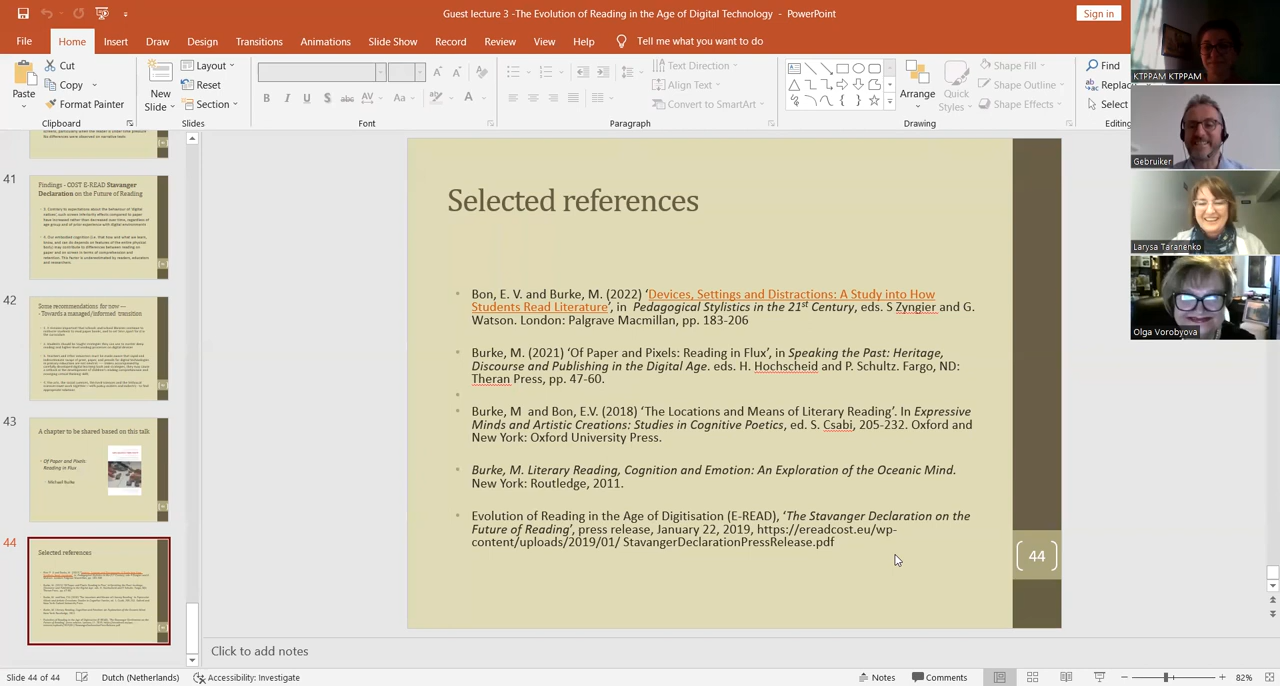 Guest lecture 3 -The Evolution of Reading in the Age of Digital Technology - PowerPoint
Sign in
File Home Insert Draw Design Transitions Animations Slide Show Record Review View Help Tell me what you want to do
Paste
Cut
Copy
Format Painter
Clipboard
New Slide
Layout
Reset
Section
Slides
B I U S abc AV Aa A
Font
Text Direction
Align Text
Convert to SmartArt
Paragraph
Arrange
Quick Styles
Shape Fill
Shape Outline
Shape Effects
Drawing
Find
Replace
Select
Editing
KTPPAM KTPPAM
Gebruiker
Larysa Taranenko
Olga Vorobyova
41
Findings - COST E-READ Stavanger
Declaration on the Future of Reading
42
Some recommendations for now —
- Towards a managed/informed transition
43
A chapter to be shared based on this talk
Of Paper and Pixels:
Reading in Flux
- Michael Burke
44
Selected references
Selected references
Bon, E. V. and Burke, M. (2022) ‘Devices, Settings and Distractions: A Study into How
Students Read Literature’, in Pedagogical Stylistics in the 21st Century, eds. S Zyngier and G.
Watson. London: Palgrave Macmillan, pp. 183-206
Burke, M. (2021) ‘Of Paper and Pixels: Reading in Flux’, in Speaking the Past: Heritage,
Discourse and Publishing in the Digital Age. eds. H. Hochscheid and P. Schultz. Fargo, ND:
Theran Press, pp. 47-60.
Burke, M and Bon, E.V. (2018) ‘The Locations and Means of Literary Reading’. In Expressive
Minds and Artistic Creations: Studies in Cognitive Poetics, ed. S. Csabi, 205-232. Oxford and
New York: Oxford University Press.
Burke, M. Literary Reading, Cognition and Emotion: An Exploration of the Oceanic Mind.
New York: Routledge, 2011.
Evolution of Reading in the Age of Digitisation (E-READ), ‘The Stavanger Declaration on the
Future of Reading’, press release, January 22, 2019, https://ereadcost.eu/wp-
content/uploads/2019/01/ StavangerDeclarationPressRelease.pdf
44
Click to add notes
Slide 44 of 44 Dutch (Netherlands) Accessibility: Investigate Notes Comments 82%